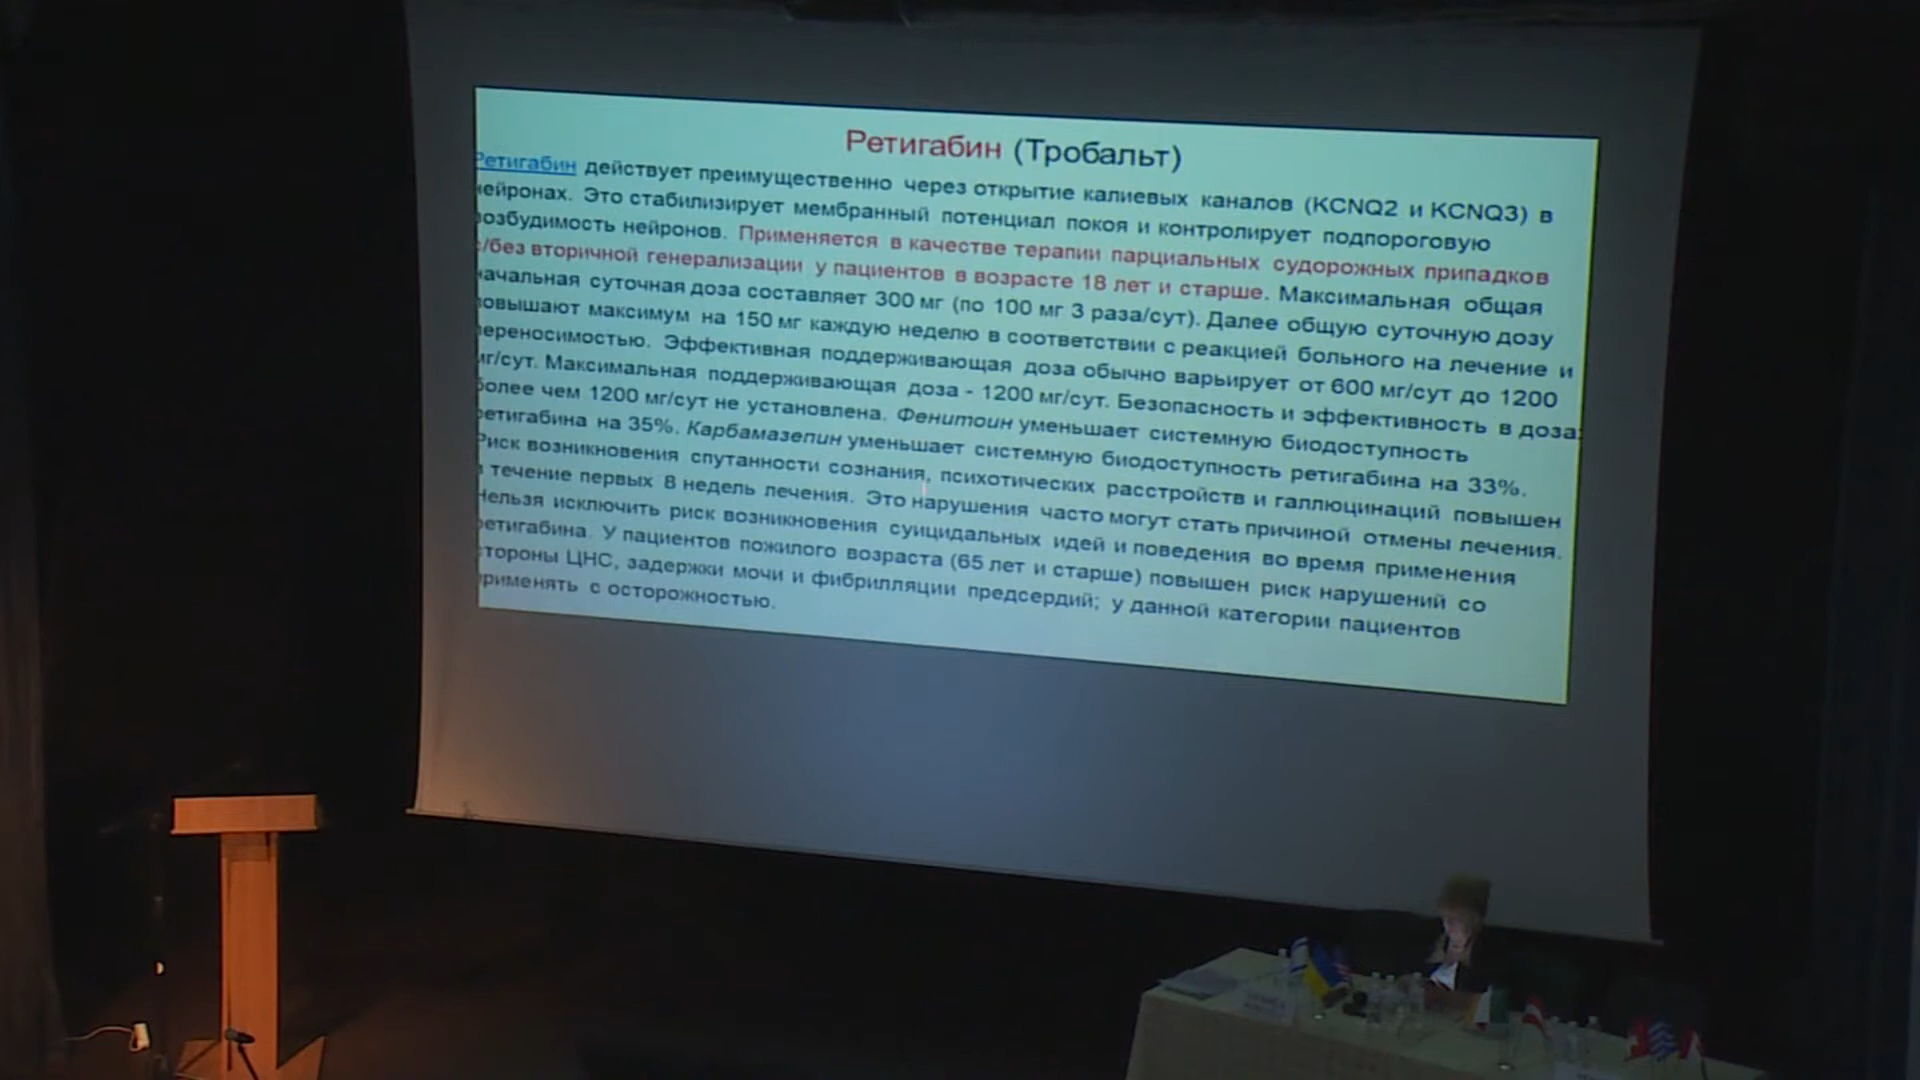 Ретигабин (Тробальт)
Ретигабин действует преимущественно через открытие калиевых каналов (KCNQ2 и KCNQ3) в
нейронах. Это стабилизирует мембранный потенциал покоя и контролирует подпороговую
возбудимость нейронов. Применяется в качестве терапии парциальных судорожных припадков
с/без вторичной генерализации у пациентов в возрасте 18 лет и старше. Максимальная общая
начальная суточная доза составляет 300 мг (по 100 мг 3 раза/сут). Далее общую суточную дозу
повышают максимум на 150 мг каждую неделю в соответствии с реакцией больного на лечение и
переносимостью. Эффективная поддерживающая доза обычно варьирует от 600 мг/сут до 1200
мг/сут. Максимальная поддерживающая доза - 1200 мг/сут. Безопасность и эффективность в доза
более чем 1200 мг/сут не установлена. Фенитоин уменьшает системную биодоступность
ретигабина на 35%. Карбамазепин уменьшает системную биодоступность ретигабина на 33%.
Риск возникновения спутанности сознания, психотических расстройств и галлюцинаций повышен
в течение первых 8 недель лечения. Это нарушения часто могут стать причиной отмены лечения.
Нельзя исключить риск возникновения суицидальных идей и поведения во время применения
ретигабина. У пациентов пожилого возраста (65 лет и старше) повышен риск нарушений со
стороны ЦНС, задержки мочи и фибрилляции предсердий; у данной категории пациентов
применять с осторожностью.